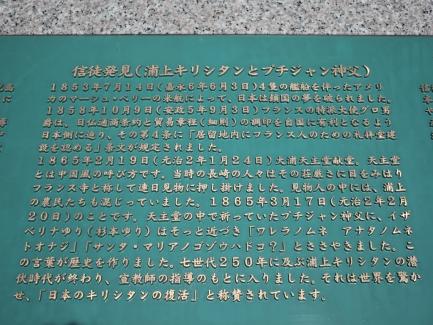 信徒発見(浦上キリシタンとプチジャン神父)
1853年7月14日(嘉永6年6月3日)4隻の艦船を伴ったアメリ
カのマーシュ・ペリーの来航によって、日本は鎖国の夢を破られました。
1858年10月9日(安政5年9月3日)フランスの特派大使グロ男
爵は、日仏通商条約と貿易章程(細則)の調印を自国に有利となるよう
日本側に迫り、その第4条に「居留地内にフランス人のための礼拝堂建
設を認める」条文が規定されました。
1865年2月19日(元治2年1月24日)大浦天主堂献堂、天主堂
とは中国風の呼び方です。当時の長崎の人々はその荘厳さに目をみはり
フランス寺と称して連日見物に押し掛けました。見物人の中には、浦上
の農民たちも混じっていました。1865年3月17日(元治2年2月
20日)のことです。天主堂の中で祈っていたプチジャン神父に、イザ
ベリナゆり(杉本ゆり)はそっと近づき「ワレラノムネ アナタノムネ
トオナジ」「サンタ・マリアノゴゾウハドコ?」とささやきました。こ
の言葉が歴史を作りました。七世代250年に及ぶ浦上キリシタンの潜
伏時代が終わり、宣教師の指導のもとに入りました。それは世界を驚か
せ、「日本のキリシタンの復活」と称賛されています。